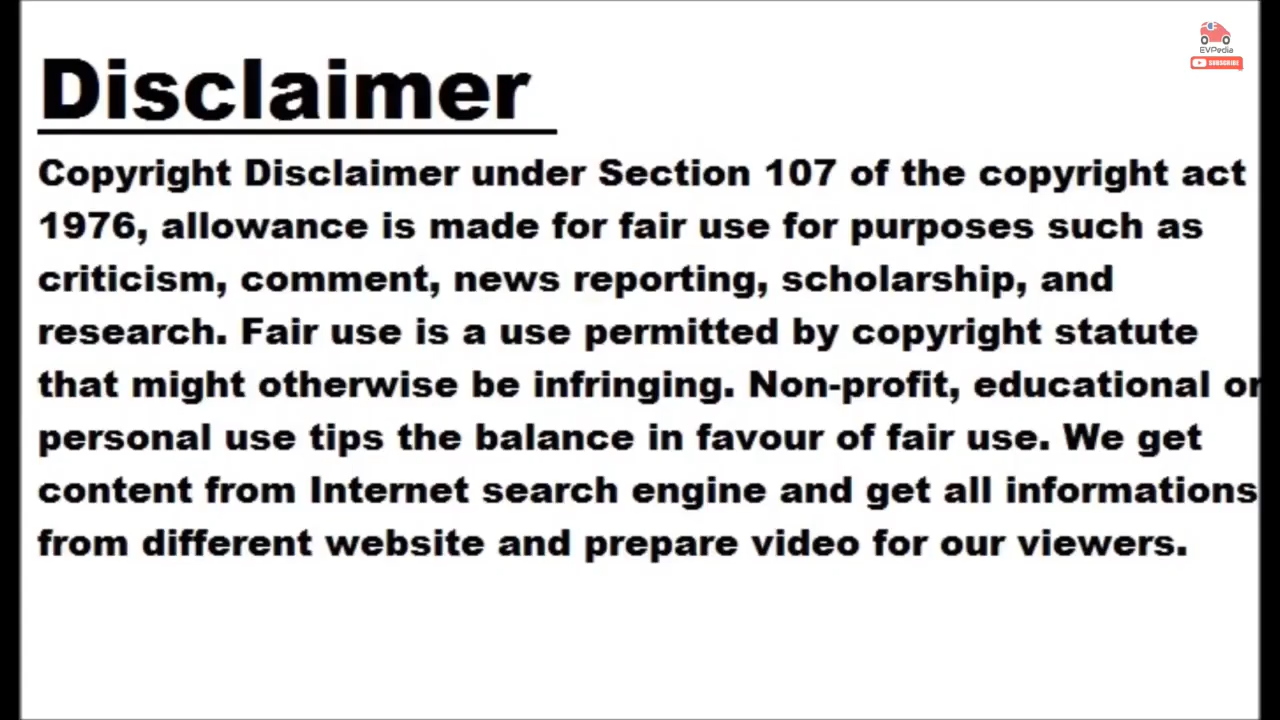 EVPedia
SUBSCRIBE
Disclaimer
Copyright Disclaimer under Section 107 of the copyright act
1976, allowance is made for fair use for purposes such as
criticism, comment, news reporting, scholarship, and
research. Fair use is a use permitted by copyright statute
that might otherwise be infringing. Non-profit, educational or
personal use tips the balance in favour of fair use. We get
content from Internet search engine and get all informations
from different website and prepare video for our viewers.